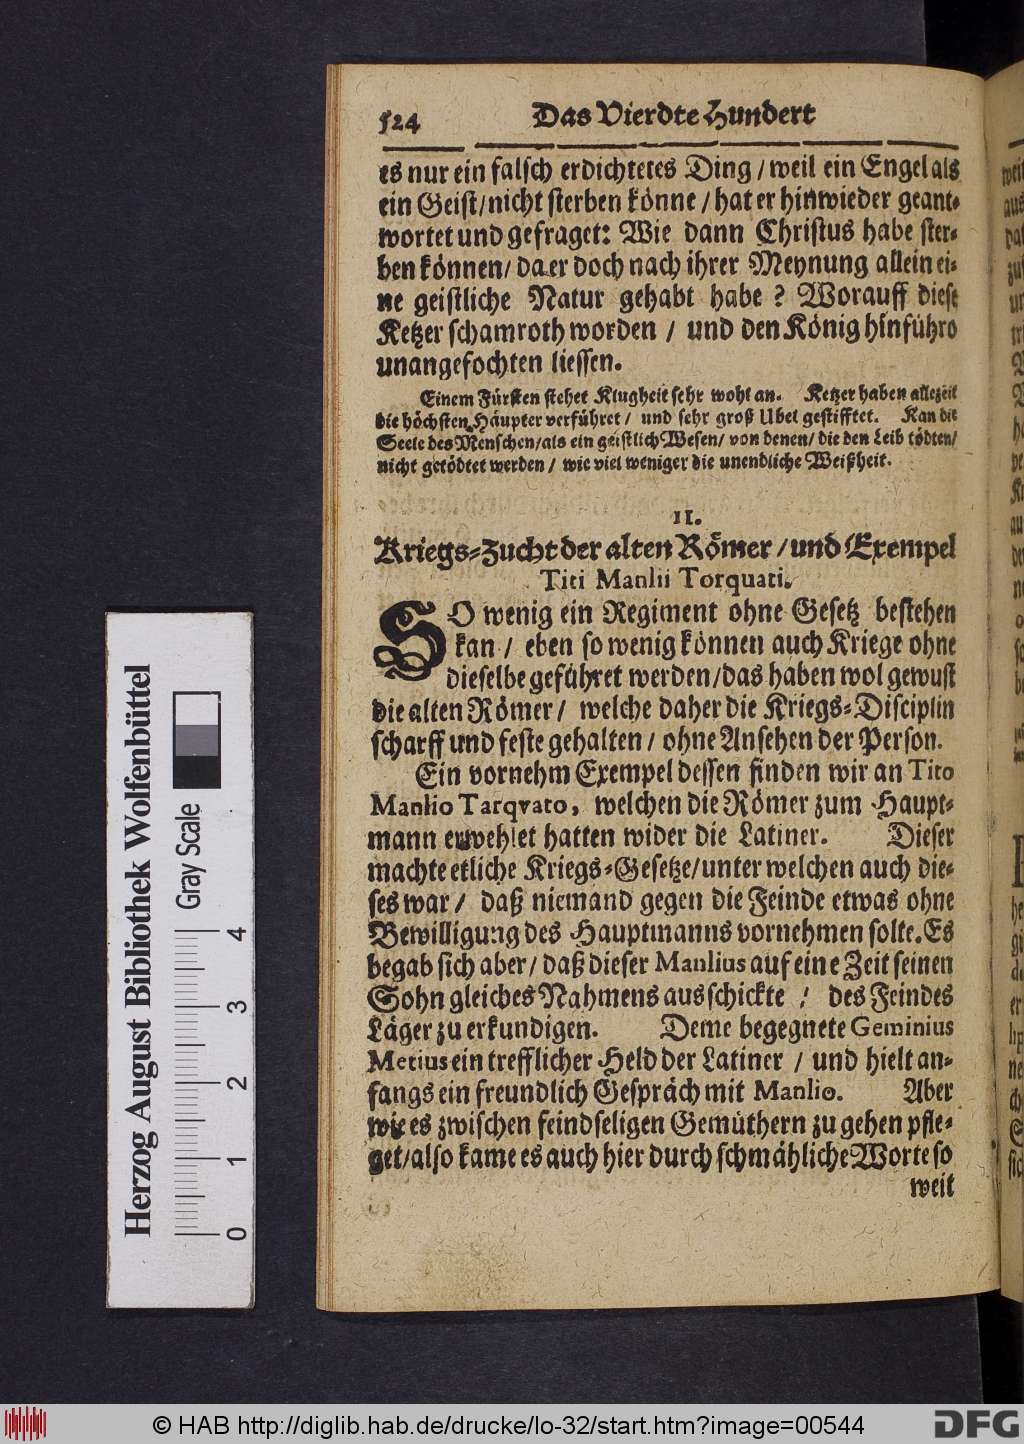 524 Das Vierdte Hundert
es nur ein falsch erdichtetes Ding / weil ein Engel als
ein Geist / nicht sterben könne / hat er hinwieder geant-
wortet und gefraget: Wie dann Christus habe ster-
ben können / da er doch nach ihrer Meynung allein ei-
ne geistliche Natur gehabt habe ? Worauff diese
Ketzer schamroth worden / und den König hinführo
unangefochten liessen.
Einem Fürsten stehet Klugheit sehr wohl an. Ketzer haben allezeit
die höchsten Häupter verführet / und sehr groß Ubel gestifftet. Kan die
Seele des Menschen / als ein geistlich Wesen / von denen / die den Leib tödten /
nicht getödtet werden / wie viel weniger die unendliche Weißheit.
II.
Kriegs-Zucht der alten Römer / und Exempel
Titi Manlii Torquati.
SO wenig ein Regiment ohne Gesetz bestehen
kan / eben so wenig können auch Kriege ohne
dieselbe geführet werden / das haben wol gewust
die alten Römer / welche daher die Kriegs-Disciplin
scharff und feste gehalten / ohne Ansehen der Person.
Ein vornehm Exempel dessen finden wir an Tito
Manlio Tarqvato, welchen die Römer zum Haupt-
mann erwehlet hatten wider die Latiner. Dieser
machte etliche Kriegs-Gesetze / unter welchen auch die-
ses war / daß niemand gegen die Feinde etwas ohne
Bewilligung des Hauptmanns vornehmen solte. Es
begab sich aber / daß dieser Manlius auf eine Zeit seinen
Sohn gleiches Nahmens ausschickte / des Feindes
Läger zu erkundigen. Deme begegnete Geminius
Metius ein trefflicher Held der Latiner / und hielt an-
fangs ein freundlich Gespräch mit Manlio. Aber
wie es zwischen feindseligen Gemüthern zu gehen pfle-
get / also kame es auch hier durch schmähliche Worte so
weit
Herzog August Bibliothek Wolfenbüttel
Gray Scale
0 1 2 3 4
© HAB http://diglib.hab.de/drucke/lo-32/start.htm?image=00544
DFG